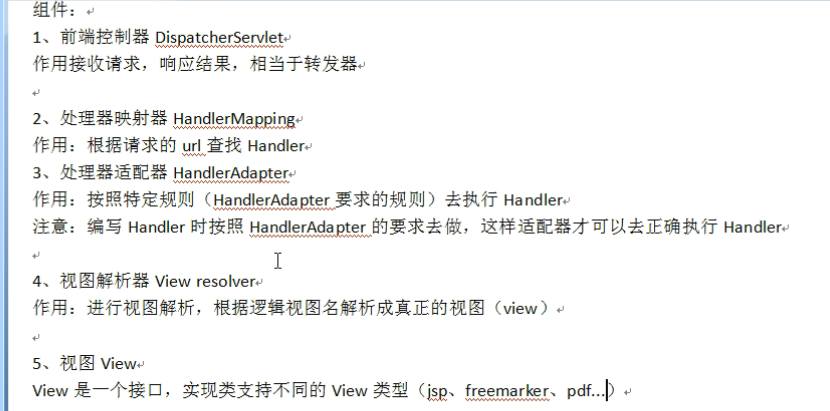 组件：
1、前端控制器 DispatcherServlet
作用接收请求，响应结果，相当于转发器
2、处理器映射器 HandlerMapping
作用：根据请求的 url 查找 Handler
3、处理器适配器 HandlerAdapter
作用：按照特定规则（HandlerAdapter 要求的规则）去执行 Handler
注意：编写 Handler 时按照 HandlerAdapter 的要求去做，这样适配器才可以去正确执行 Handler
4、视图解析器 View resolver
作用：进行视图解析，根据逻辑视图名解析成真正的视图（view）
5、视图 View
View 是一个接口，实现类支持不同的 View 类型（jsp、freemarker、pdf...）